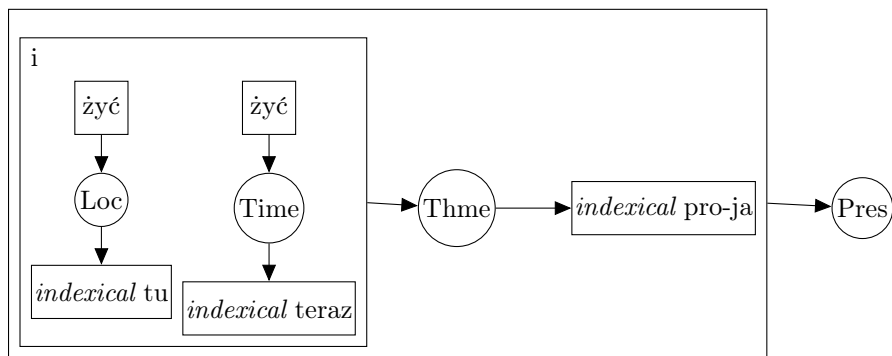 i
żyć
żyć
Loc
Time
Thme
indexical pro-ja
Pres
indexical tu
indexical teraz